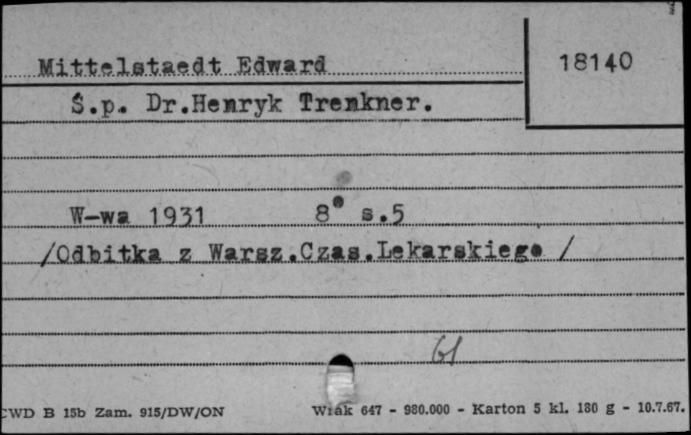 Mittelstaedt Edward
18140
Ś.p. Dr.Henryk Trenkner.
W-wa 1931 8° s.5
/Odbitka z Warsz.Czas.Lekarskiego /
61
CWD B 15b Zam. 915/DW/ON Wiak 647 - 980.000 - Karton 5 kl. 180 g - 10.7.67.